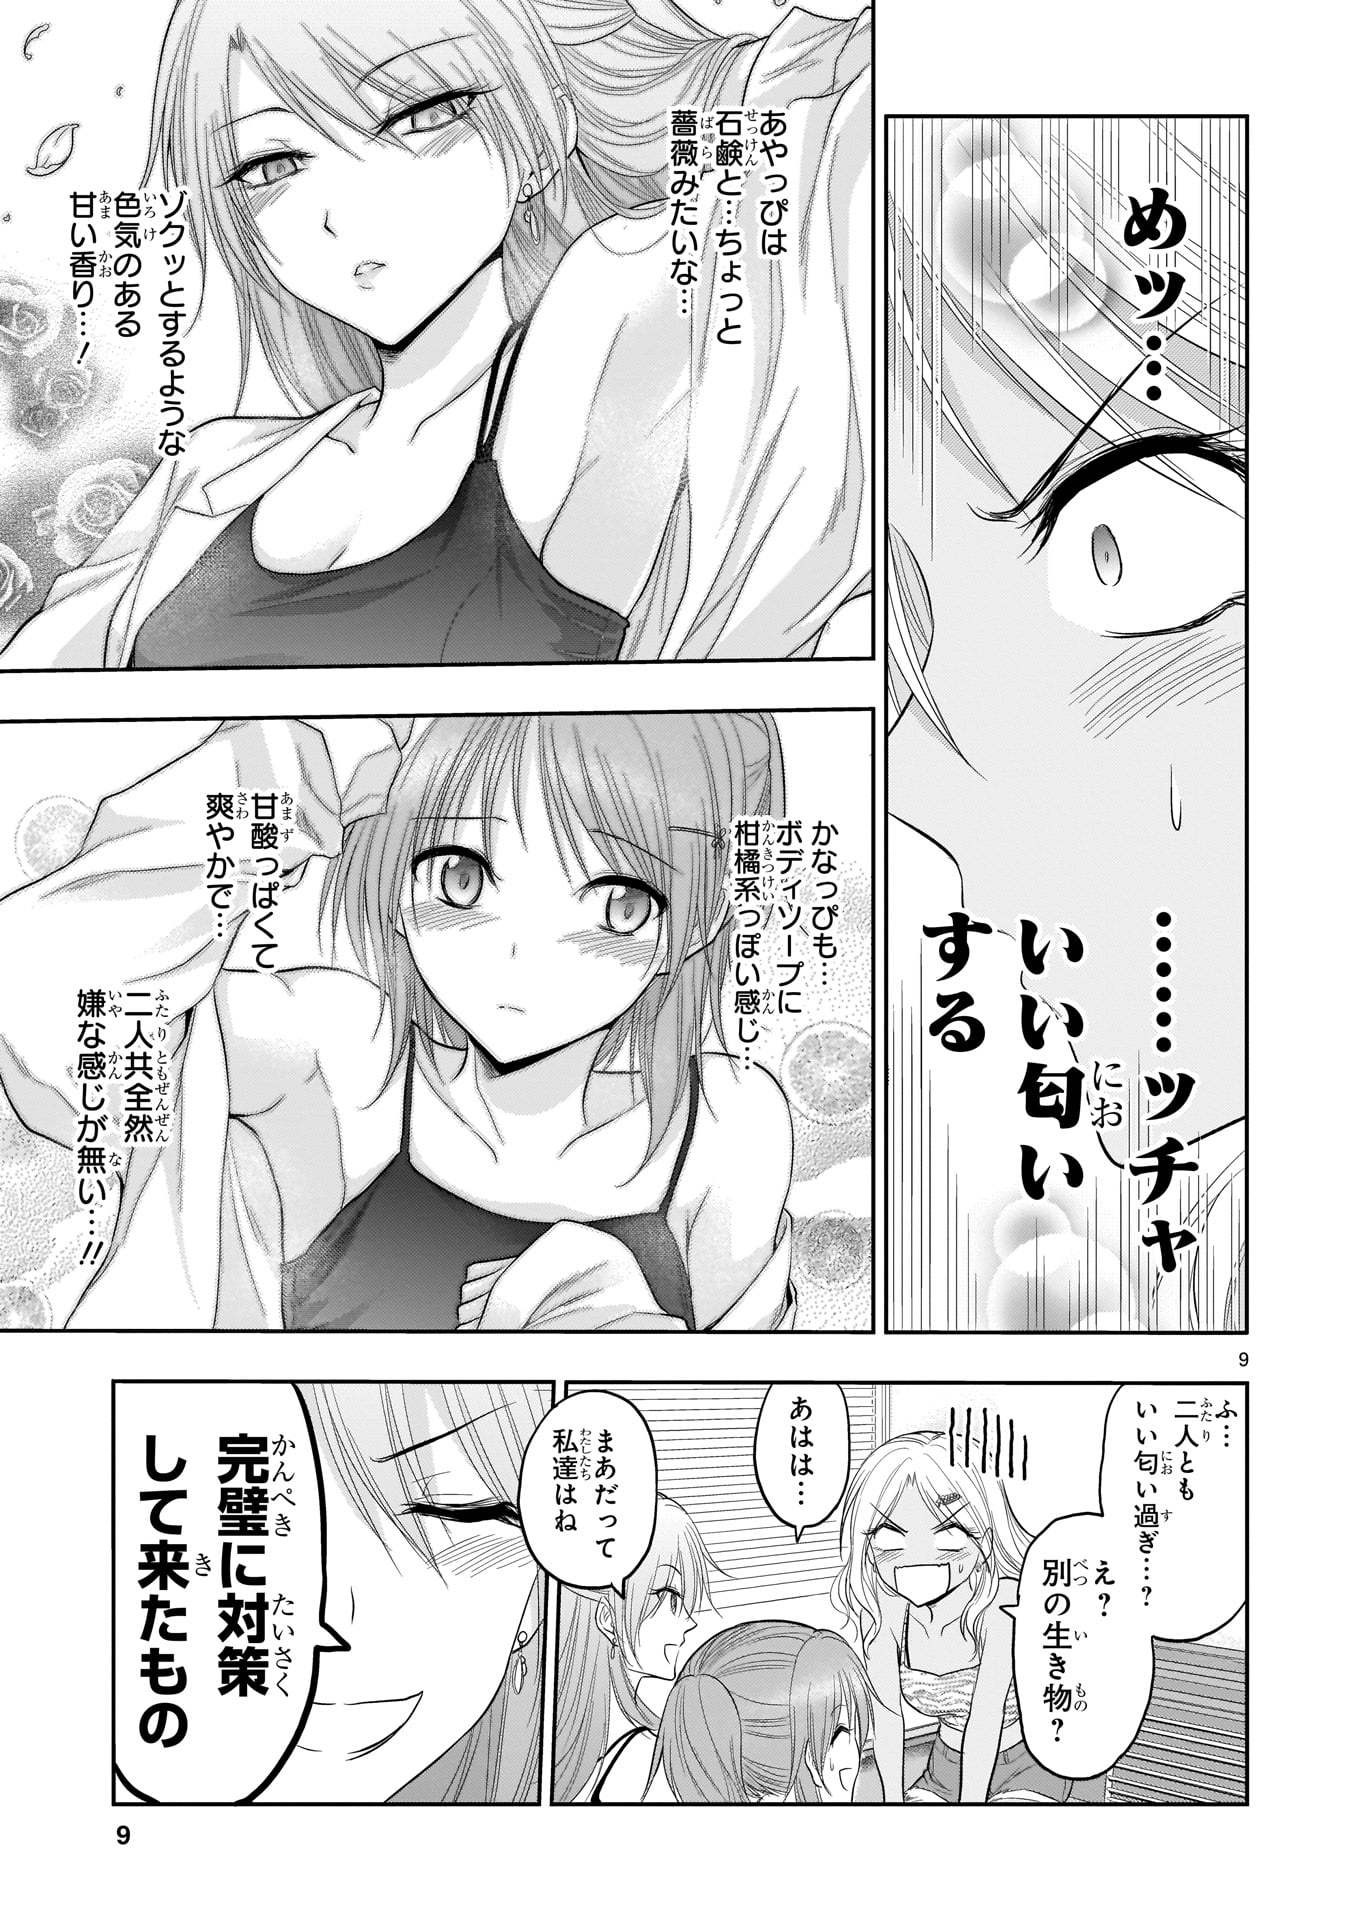 めッ……
………ッチャ
いい匂い
する
あやっぴは
石鹸と…ちょっと
薔薇みたいな…
ゾクッとするような
色気のある
甘い香り…！
かなっぴも…
ボディソープに
柑橘系っぽい感じ…
甘酸っぱくて
爽やかで…
二人共全然
嫌な感じが無い…!!
9
ふ…
二人とも
いい匂い過ぎ…？
え？
別の生き物？
あはは…
まあだって
私達はね
完璧に対策
して来たもの
9